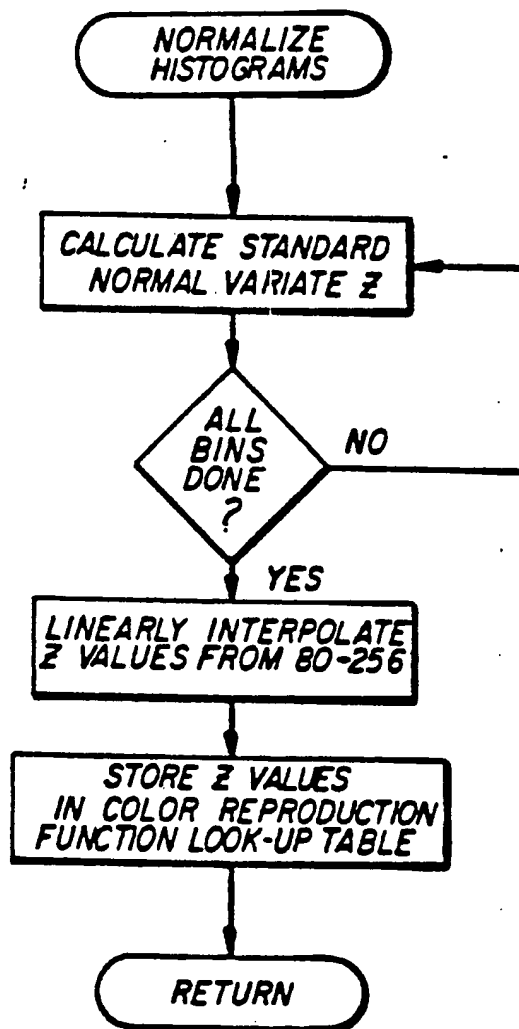 NORMALIZE
HISTOGRAMS
CALCULATE STANDARD
NORMAL VARIATE Z
ALL
BINS
DONE
?
NO
YES
LINEARLY INTERPOLATE
Z VALUES FROM 80-256
STORE Z VALUES
IN COLOR REPRODUCTION
FUNCTION LOOK-UP TABLE
RETURN